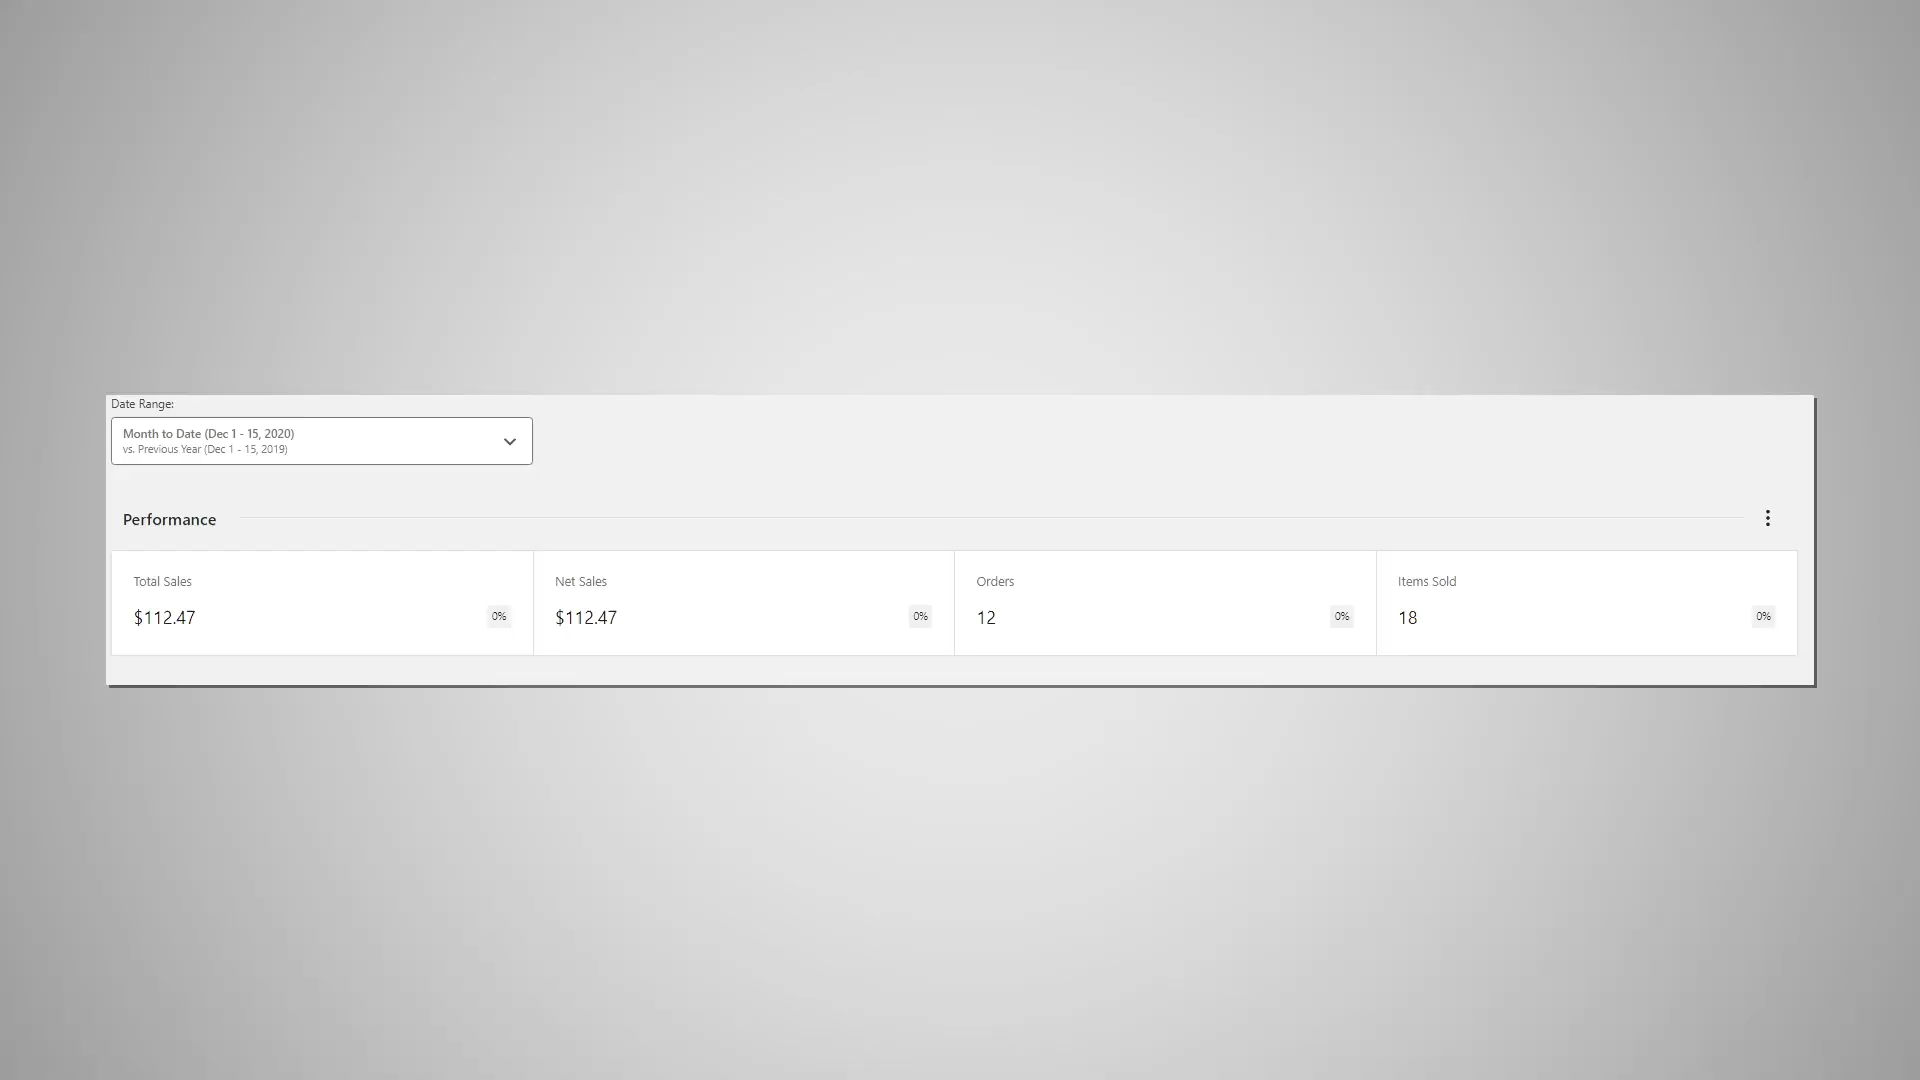 Date Range:
Month to Date (Dec 1 - 15, 2020)
vs. Previous Year (Dec 1 - 15, 2019)
Performance
Total Sales
$112.47
0%
Net Sales
$112.47
0%
Orders
12
0%
Items Sold
18
0%